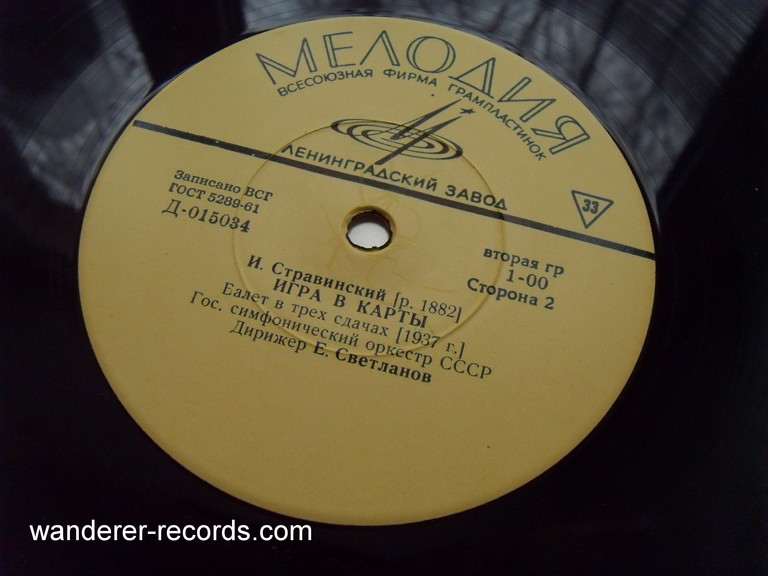 МЕЛОДИЯ
ВСЕСОЮЗНАЯ ФИРМА ГРАМПЛАСТИНОК
ЛЕНИНГРАДСКИЙ ЗАВОД
33
Записано ВСГ
ГОСТ 5289-61
Д-015034
вторая гр
1-00
Сторона 2
И. Стравинский [р. 1882]
ИГРА В КАРТЫ
Балет в трех сдачах [1937 г.]
Гос. симфонический оркестр СССР
Дирижер Е. Светланов
wanderer-records.com